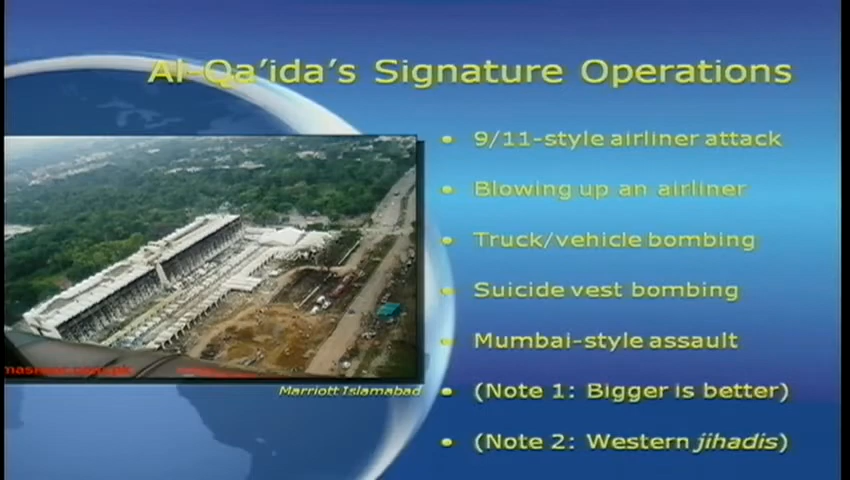 Al-Qa'ida's Signature Operations
• 9/11-style airliner attack
• Blowing up an airliner
• Truck/vehicle bombing
• Suicide vest bombing
• Mumbai-style assault
• (Note 1: Bigger is better)
• (Note 2: Western jihadis)
Marriott Islamabad